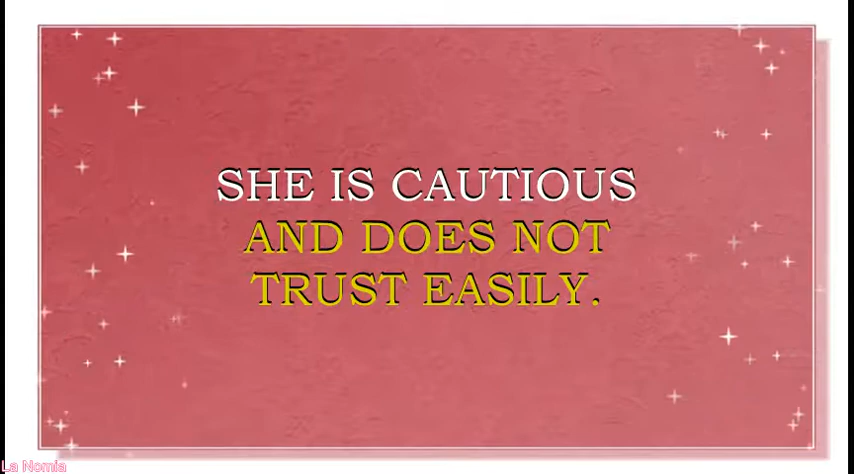 SHE IS CAUTIOUS
AND DOES NOT
TRUST EASILY.
La Nomia